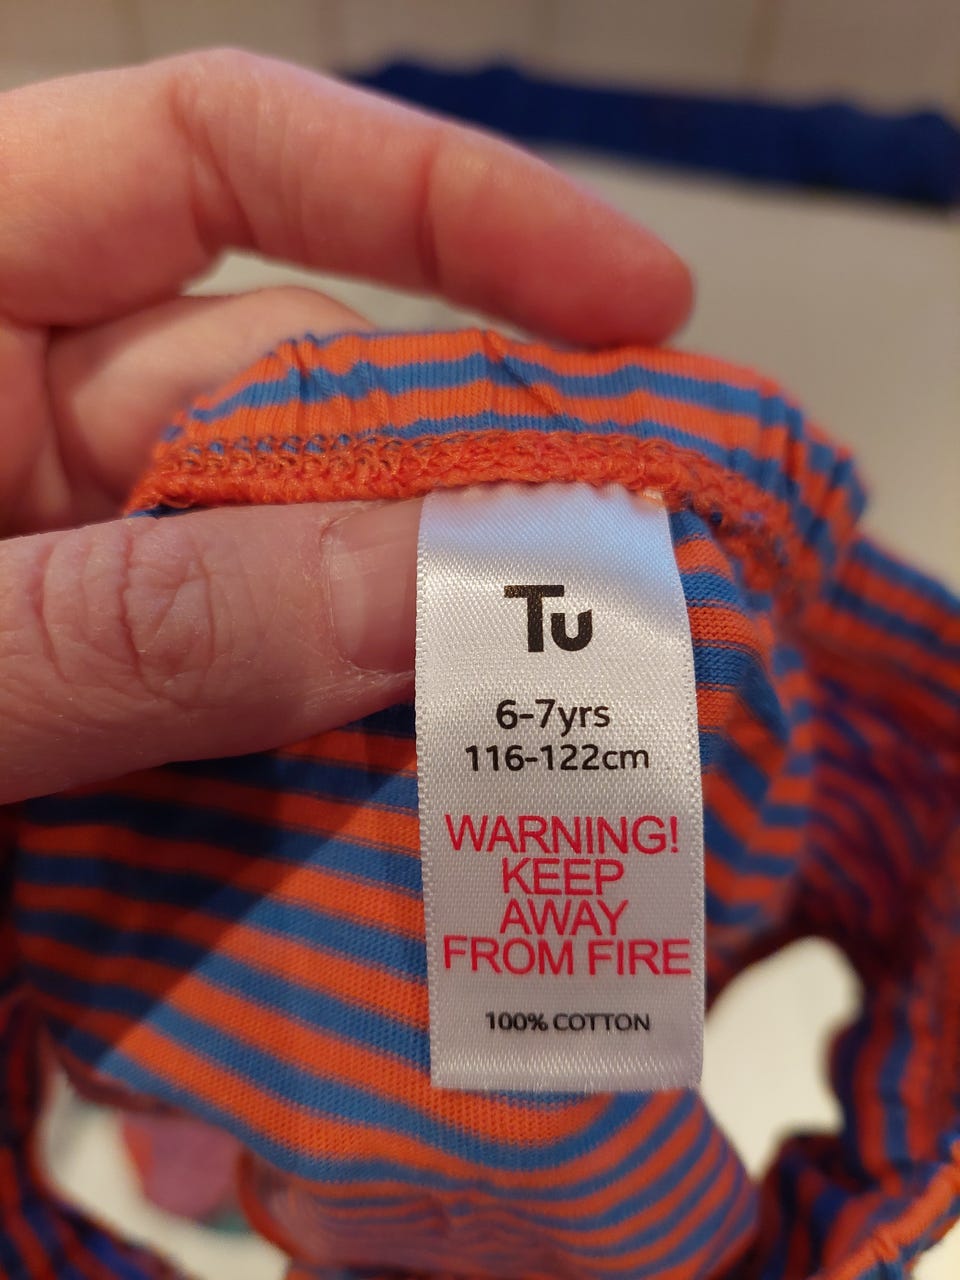 Tu
6-7yrs
116-122cm
WARNING!
KEEP
AWAY
FROM FIRE
100% COTTON